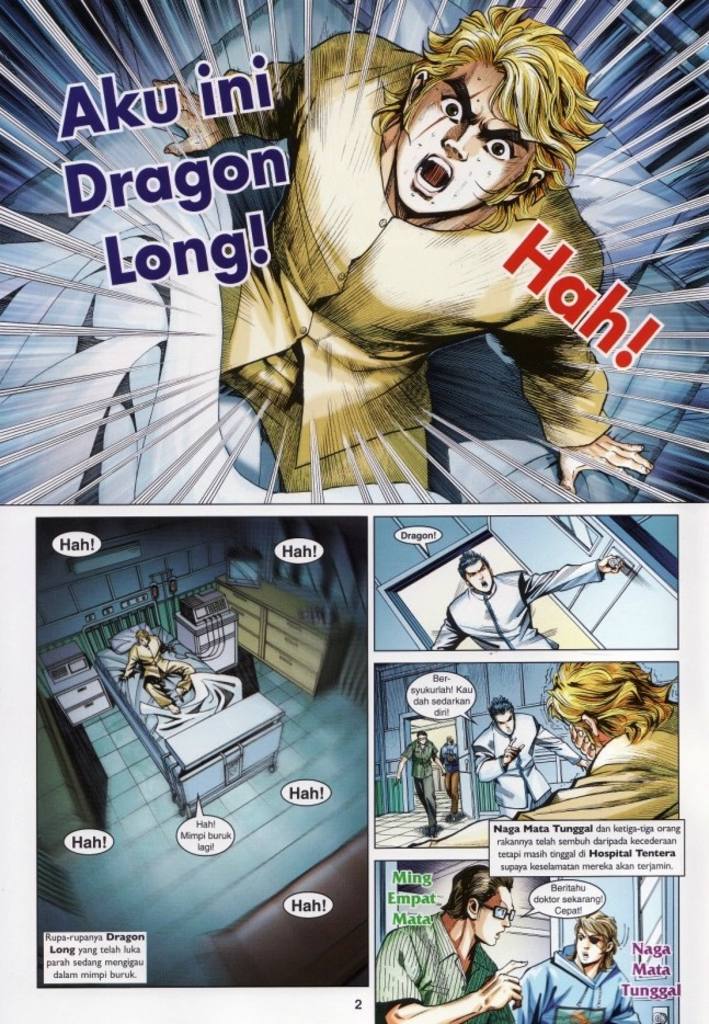 Aku ini
Dragon
Long!
Hah!
Hah!
Hah!
Hah!
Hah!
Hah!
Mimpi buruk
lagi!
Hah!
Rupa-rupanya Dragon
Long yang telah luka
parah sedang mengigau
dalam mimpi buruk.
Dragon!
Ber-
syukurlah! Kau
dah sedarkan
diri!
Naga Mata Tunggal dan ketiga-tiga orang
rakannya telah sembuh daripada kecederaan
tetapi masih tinggal di Hospital Tentera
supaya keselamatan mereka akan terjamin.
Ming
Empat
Mata
Beritahu
doktor sekarang!
Cepat!
Naga
Mata
Tunggal
2